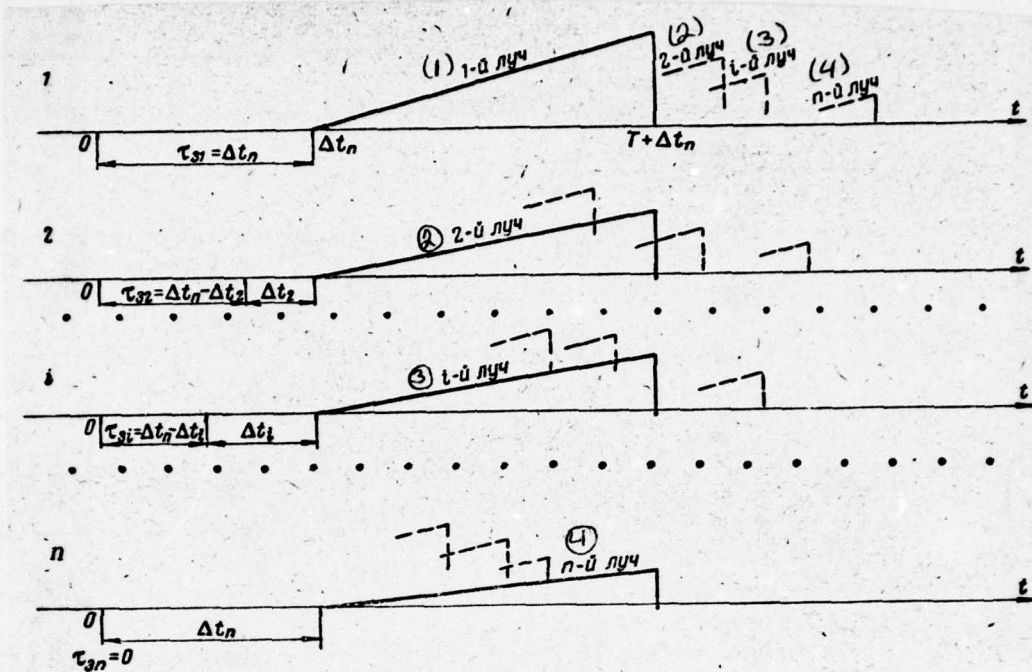 1
(1) 1-й луч
(2)
2-й луч
(3)
i-й луч
(4)
n-й луч
t
0
τз1=Δtn
Δtn
T+Δtn
2
② 2-й луч
t
0
τз2=Δtn-Δt2
Δt2
i
③ i-й луч
t
0
τзi=Δtn-Δti
Δti
n
④
n-й луч
t
0
Δtn
τзn=0